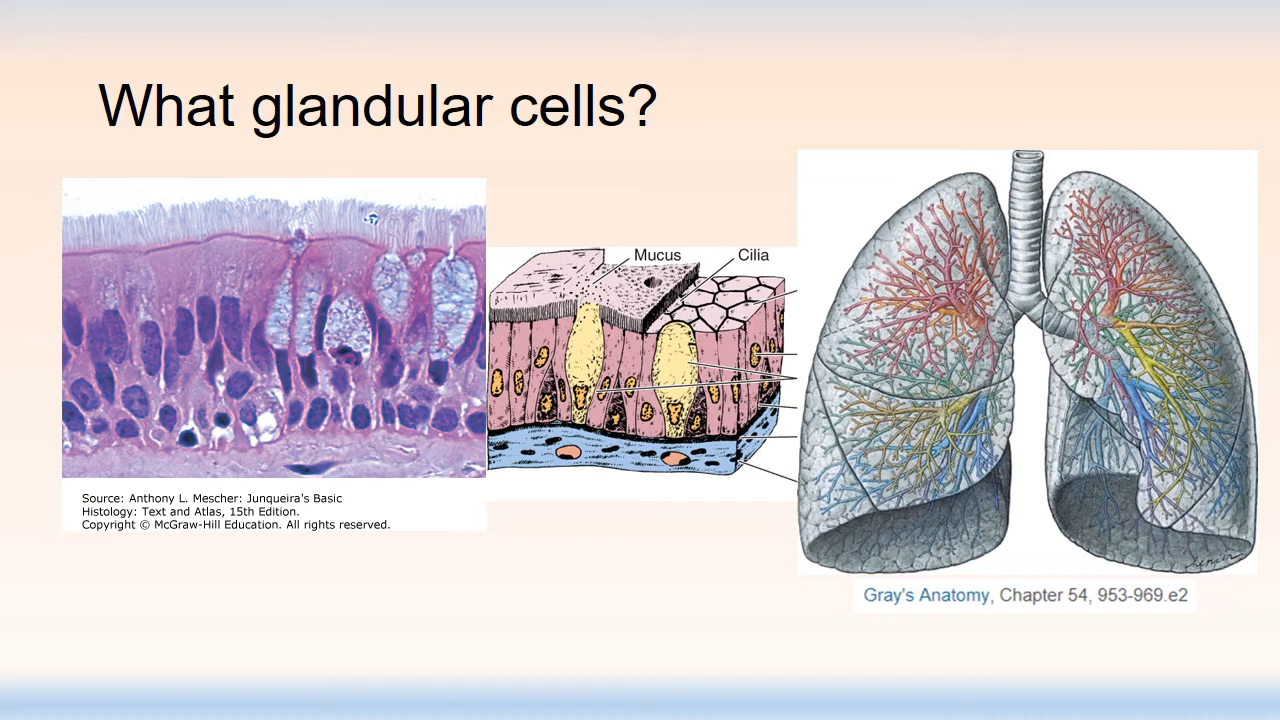 What glandular cells?
Mucus
Cilia
Source: Anthony L. Mescher: Junqueira's Basic
Histology: Text and Atlas, 15th Edition.
Copyright © McGraw-Hill Education. All rights reserved.
Gray's Anatomy, Chapter 54, 953-969.e2